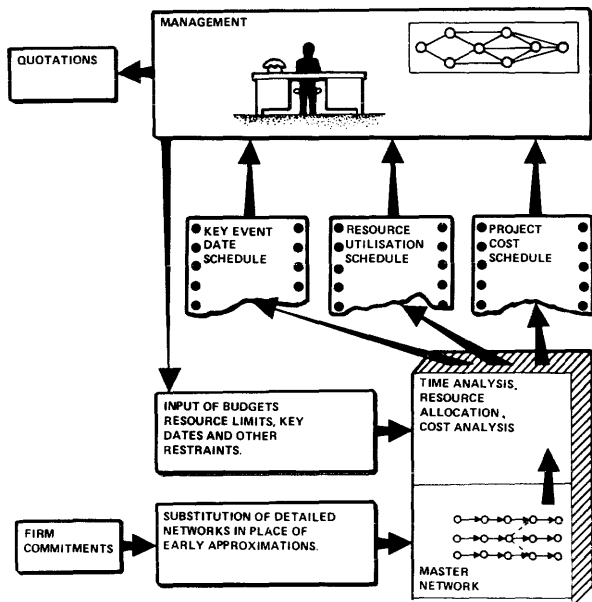 MANAGEMENT
QUOTATIONS
KEY EVENT
DATE
SCHEDULE
RESOURCE
UTILISATION
SCHEDULE
PROJECT
COST
SCHEDULE
TIME ANALYSIS,
RESOURCE
ALLOCATION,
COST ANALYSIS
INPUT OF BUDGETS
RESOURCE LIMITS, KEY
DATES AND OTHER
RESTRAINTS.
SUBSTITUTION OF DETAILED
NETWORKS IN PLACE OF
EARLY APPROXIMATIONS.
FIRM
COMMITMENTS
MASTER
NETWORK